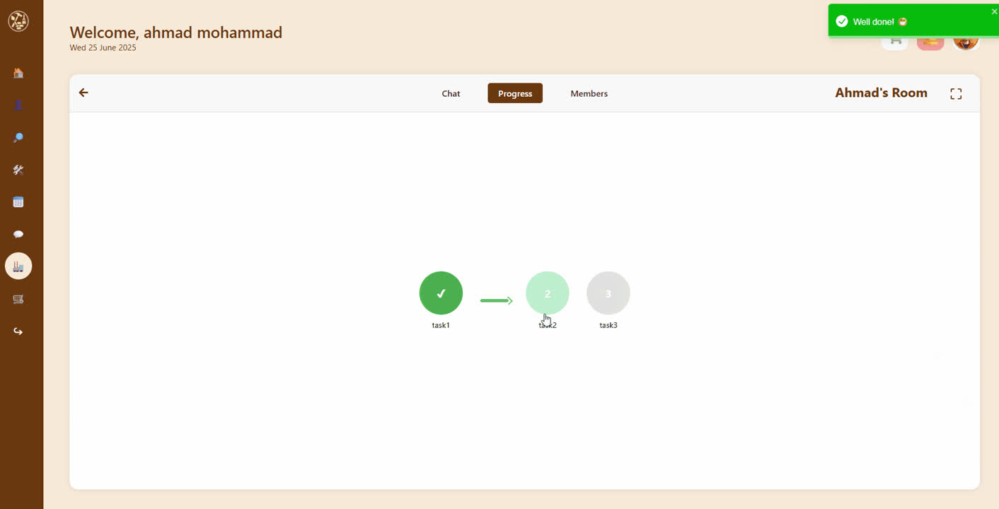 Welcome, ahmad mohammad
Wed 25 June 2025
Well done!
Chat
Progress
Members
Ahmad's Room
2
3
task1
task2
task3